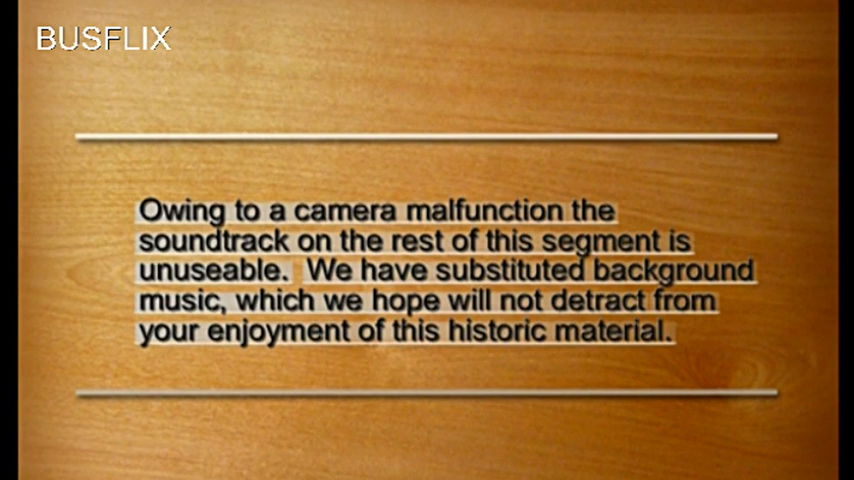 BUSFLIX
Owing to a camera malfunction the
soundtrack on the rest of this segment is
unuseable.  We have substituted background
music, which we hope will not detract from
your enjoyment of this historic material.